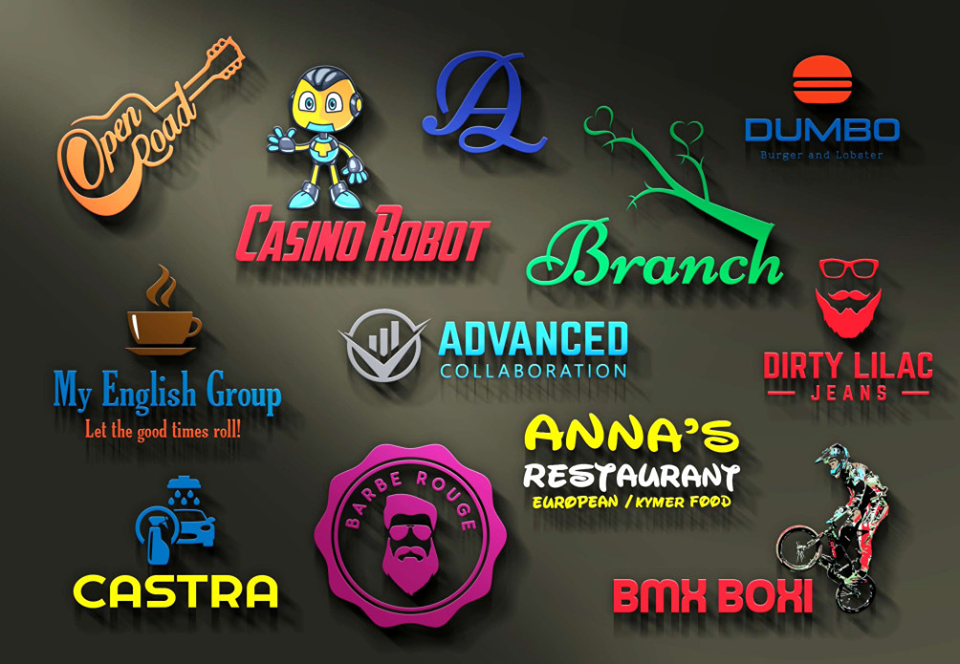 Open
Road
CASINO ROBOT
A
DUMBO
Burger and Lobster
Branch
My English Group
Let the good times roll!
ADVANCED
COLLABORATION
DIRTY LILAC
JEANS
ANNA'S
RESTAURANT
EUROPEAN / KYMER FOOD
CASTRA
BARBE ROUGE
BMX BOXI